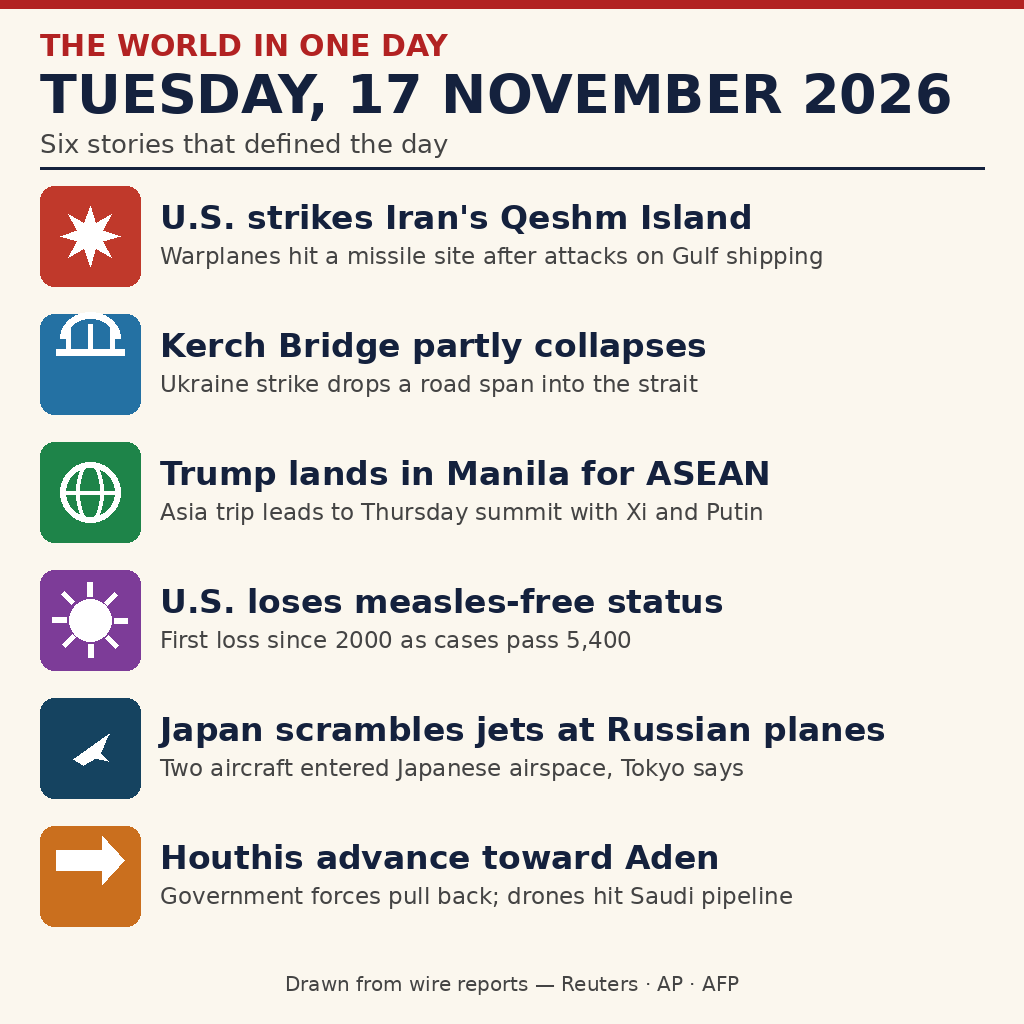 THE WORLD IN ONE DAY
TUESDAY, 17 NOVEMBER 2026
Six stories that defined the day
U.S. strikes Iran's Qeshm Island
Warplanes hit a missile site after attacks on Gulf shipping
Kerch Bridge partly collapses
Ukraine strike drops a road span into the strait
Trump lands in Manila for ASEAN
Asia trip leads to Thursday summit with Xi and Putin
U.S. loses measles-free status
First loss since 2000 as cases pass 5,400
Japan scrambles jets at Russian planes
Two aircraft entered Japanese airspace, Tokyo says
Houthis advance toward Aden
Government forces pull back; drones hit Saudi pipeline
Drawn from wire reports — Reuters · AP · AFP